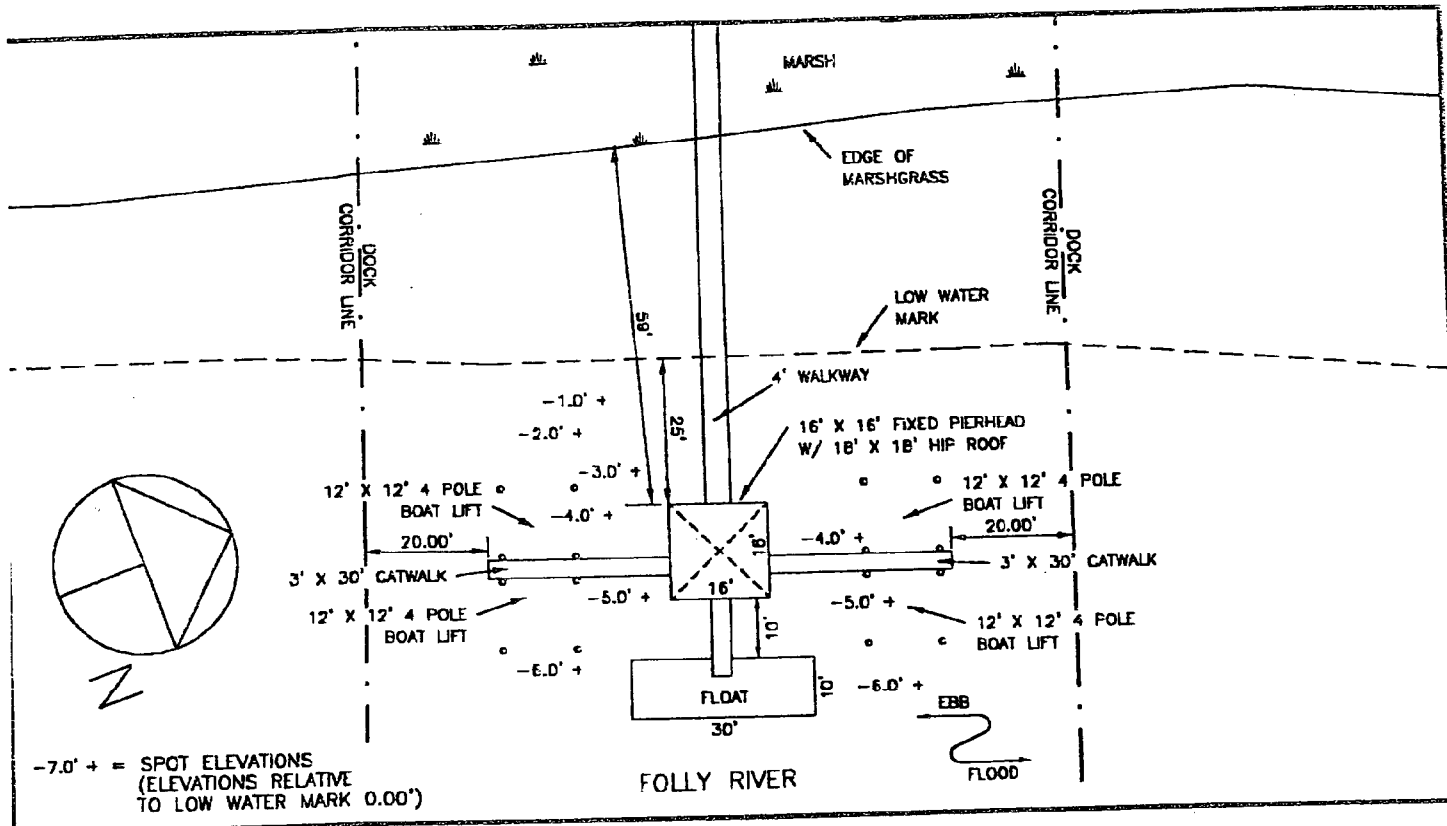 MARSH
EDGE OF
MARSHGRASS
DOCK
CORRIDOR LINE
DOCK
CORRIDOR LINE
LOW WATER
MARK
59'
25'
4' WALKWAY
16' X 16' FIXED PIERHEAD
W/ 18' X 18' HIP ROOF
-1.0' +
-2.0' +
-3.0' +
12' X 12' 4 POLE
BOAT LIFT
-4.0' +
12' X 12' 4 POLE
BOAT LIFT
-4.0' +
20.00'
20.00'
16'
16'
3' X 30' CATWALK
3' X 30' CATWALK
-5.0' +
-5.0' +
12' X 12' 4 POLE
BOAT LIFT
12' X 12' 4 POLE
BOAT LIFT
10'
-6.0' +
-6.0' +
FLOAT
10'
30'
EBB
FLOOD
N
-7.0' + = SPOT ELEVATIONS
(ELEVATIONS RELATIVE
TO LOW WATER MARK 0.00')
FOLLY RIVER